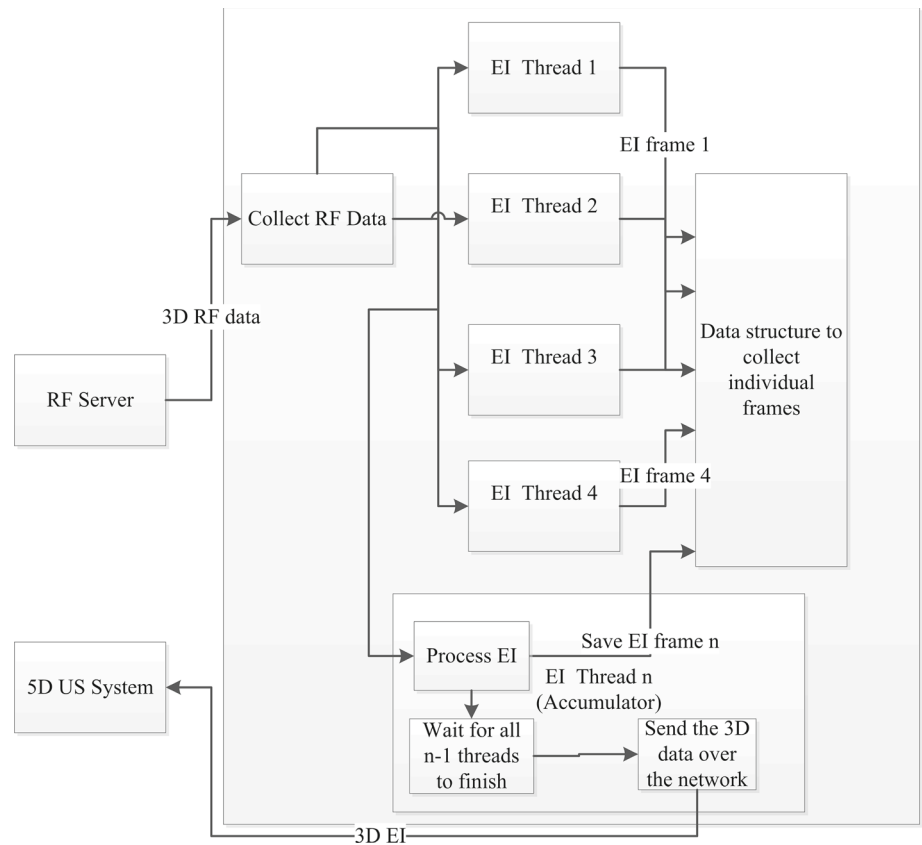 EI Thread 1
EI frame 1
EI Thread 2
Collect RF Data
3D RF data
RF Server
EI Thread 3
Data structure to
collect
individual
frames
EI Thread 4
EI frame 4
Process EI
Save EI frame n
EI Thread n
(Accumulator)
5D US System
Wait for all
n-1 threads
to finish
Send the 3D
data over
the network
3D EI